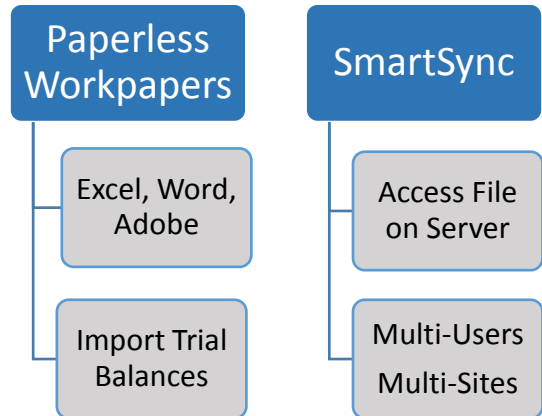 Paperless
Workpapers
Excel, Word,
Adobe
Import Trial
Balances
SmartSync
Access File
on Server
Multi-Users
Multi-Sites